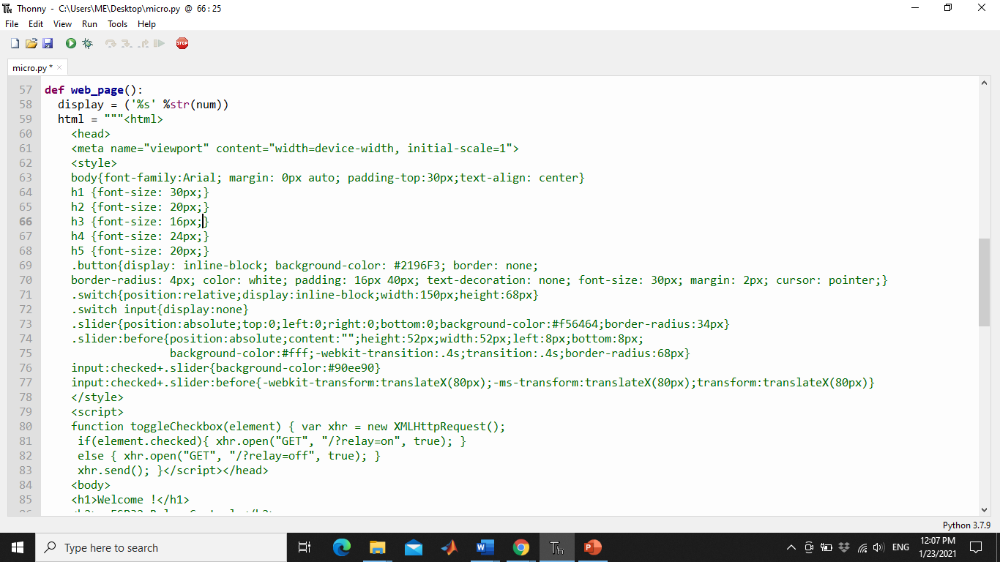 Thonny - C:\Users\ME\Desktop\micro.py @ 66:25
File Edit View Run Tools Help
STOP
micro.py *
57 def web_page():
58 display = ('%s' %str(num))
59 html = """<html>
60 <head>
61 <meta name="viewport" content="width=device-width, initial-scale=1">
62 <style>
63 body{font-family:Arial; margin: 0px auto; padding-top:30px;text-align: center}
64 h1 {font-size: 30px;}
65 h2 {font-size: 20px;}
66 h3 {font-size: 16px;}
67 h4 {font-size: 24px;}
68 h5 {font-size: 20px;}
69 .button{display: inline-block; background-color: #2196F3; border: none;
70 border-radius: 4px; color: white; padding: 16px 40px; text-decoration: none; font-size: 30px; margin: 2px; cursor: pointer;}
71 .switch{position:relative;display:inline-block;width:150px;height:68px}
72 .switch input{display:none}
73 .slider{position:absolute;top:0;left:0;right:0;bottom:0;background-color:#f56464;border-radius:34px}
74 .slider:before{position:absolute;content:"";height:52px;width:52px;left:8px;bottom:8px;
75 background-color:#fff;-webkit-transition:.4s;transition:.4s;border-radius:68px}
76 input:checked+.slider{background-color:#90ee90}
77 input:checked+.slider:before{-webkit-transform:translateX(80px);-ms-transform:translateX(80px);transform:translateX(80px)}
78 </style>
79 <script>
80 function toggleCheckbox(element) { var xhr = new XMLHttpRequest();
81 if(element.checked){ xhr.open("GET", "/?relay=on", true); }
82 else { xhr.open("GET", "/?relay=off", true); }
83 xhr.send(); }</script></head>
84 <body>
85 <h1>Welcome !</h1>
Python 3.7.9
Type here to search
ENG
12:07 PM
1/23/2021